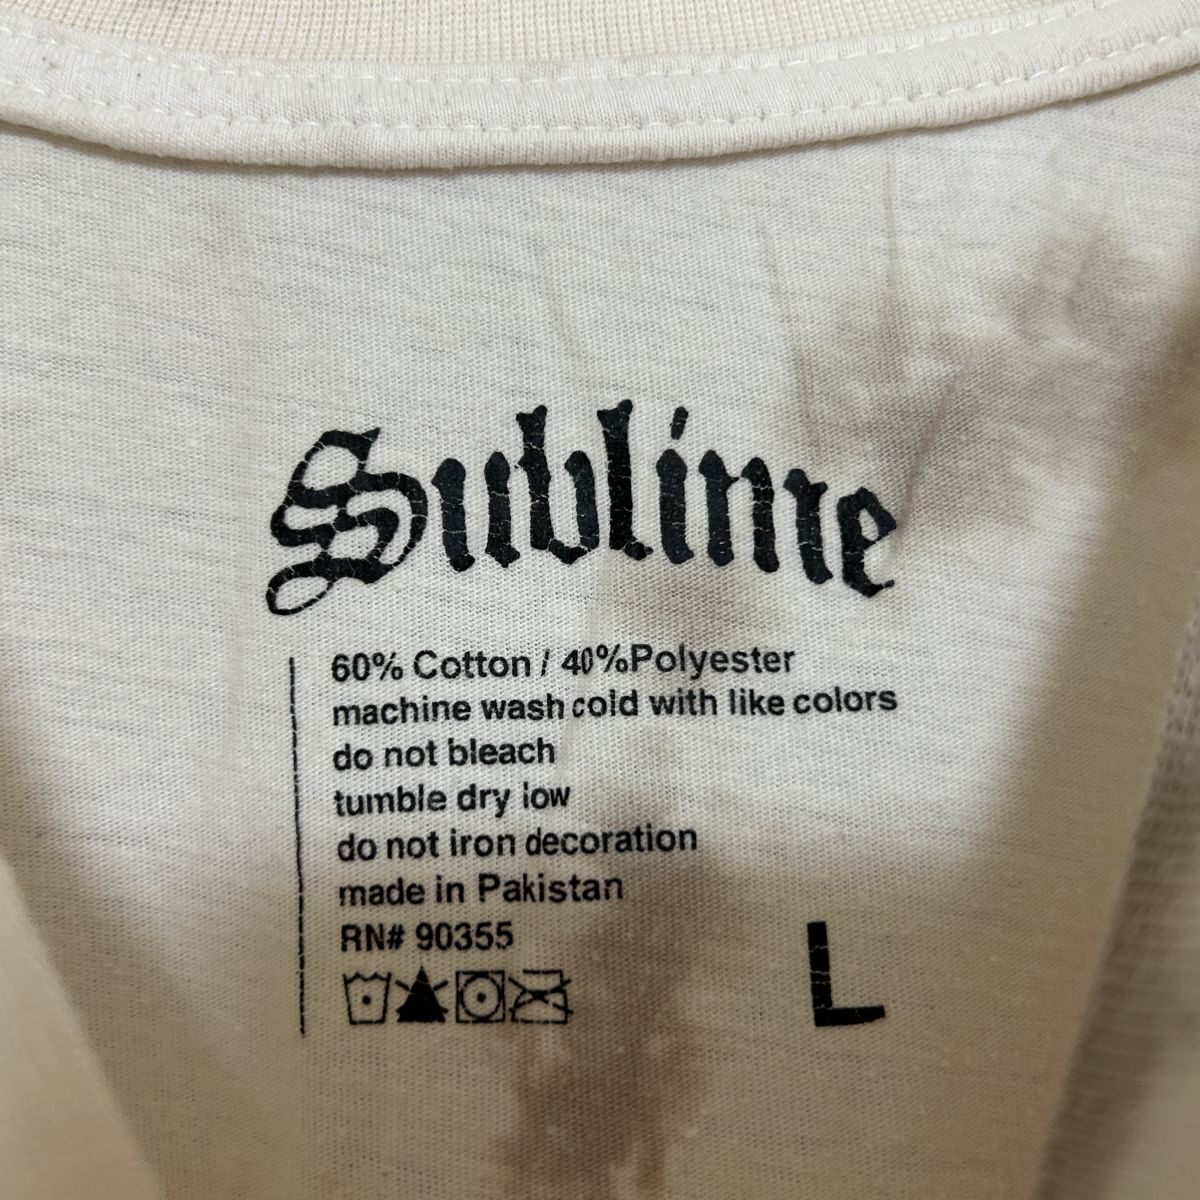 Sublime
60% Cotton / 40%Polyester
machine wash cold with like colors
do not bleach
tumble dry low
do not iron decoration
made in Pakistan
RN# 90355
L